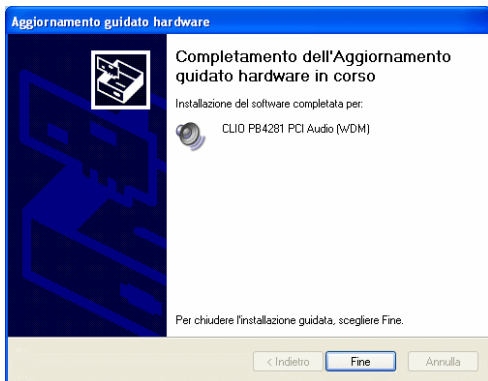 Aggiornamento guidato hardware
Completamento dell'Aggiornamento
guidato hardware in corso
Installazione del software completata per:
CLIO PB4281 PCI Audio (WDM)
Per chiudere l'installazione guidata, scegliere Fine.
< Indietro
Fine
Annulla